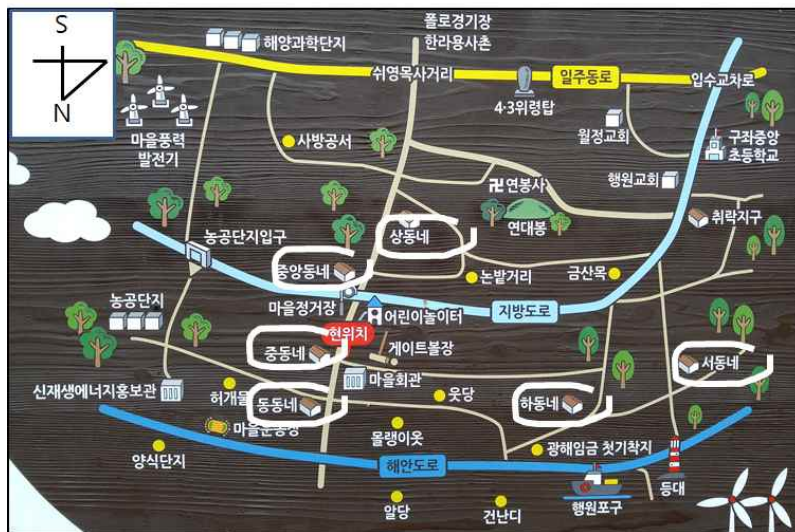 S
N
폴로경기장
한라용사촌
해양과학단지
쉬영목사거리
일주동로
입수교차로
4·3위령탑
마을풍력
발전기
사방공서
월정교회
구좌중앙
초등학교
행원교회
연봉사
연대봉
취락지구
농공단지입구
상동네
중앙동네
논밭거리
금산목
마을정거장
어린이놀이터
지방도로
농공단지
현위치
중동네
게이트볼장
서동네
신재생에너지홍보관
마을회관
허개물
동동네
웃당
하동네
마을운동장
몰랭이웃
양식단지
광해임금 첫기착지
해안도로
등대
행원포구
알당
건난디